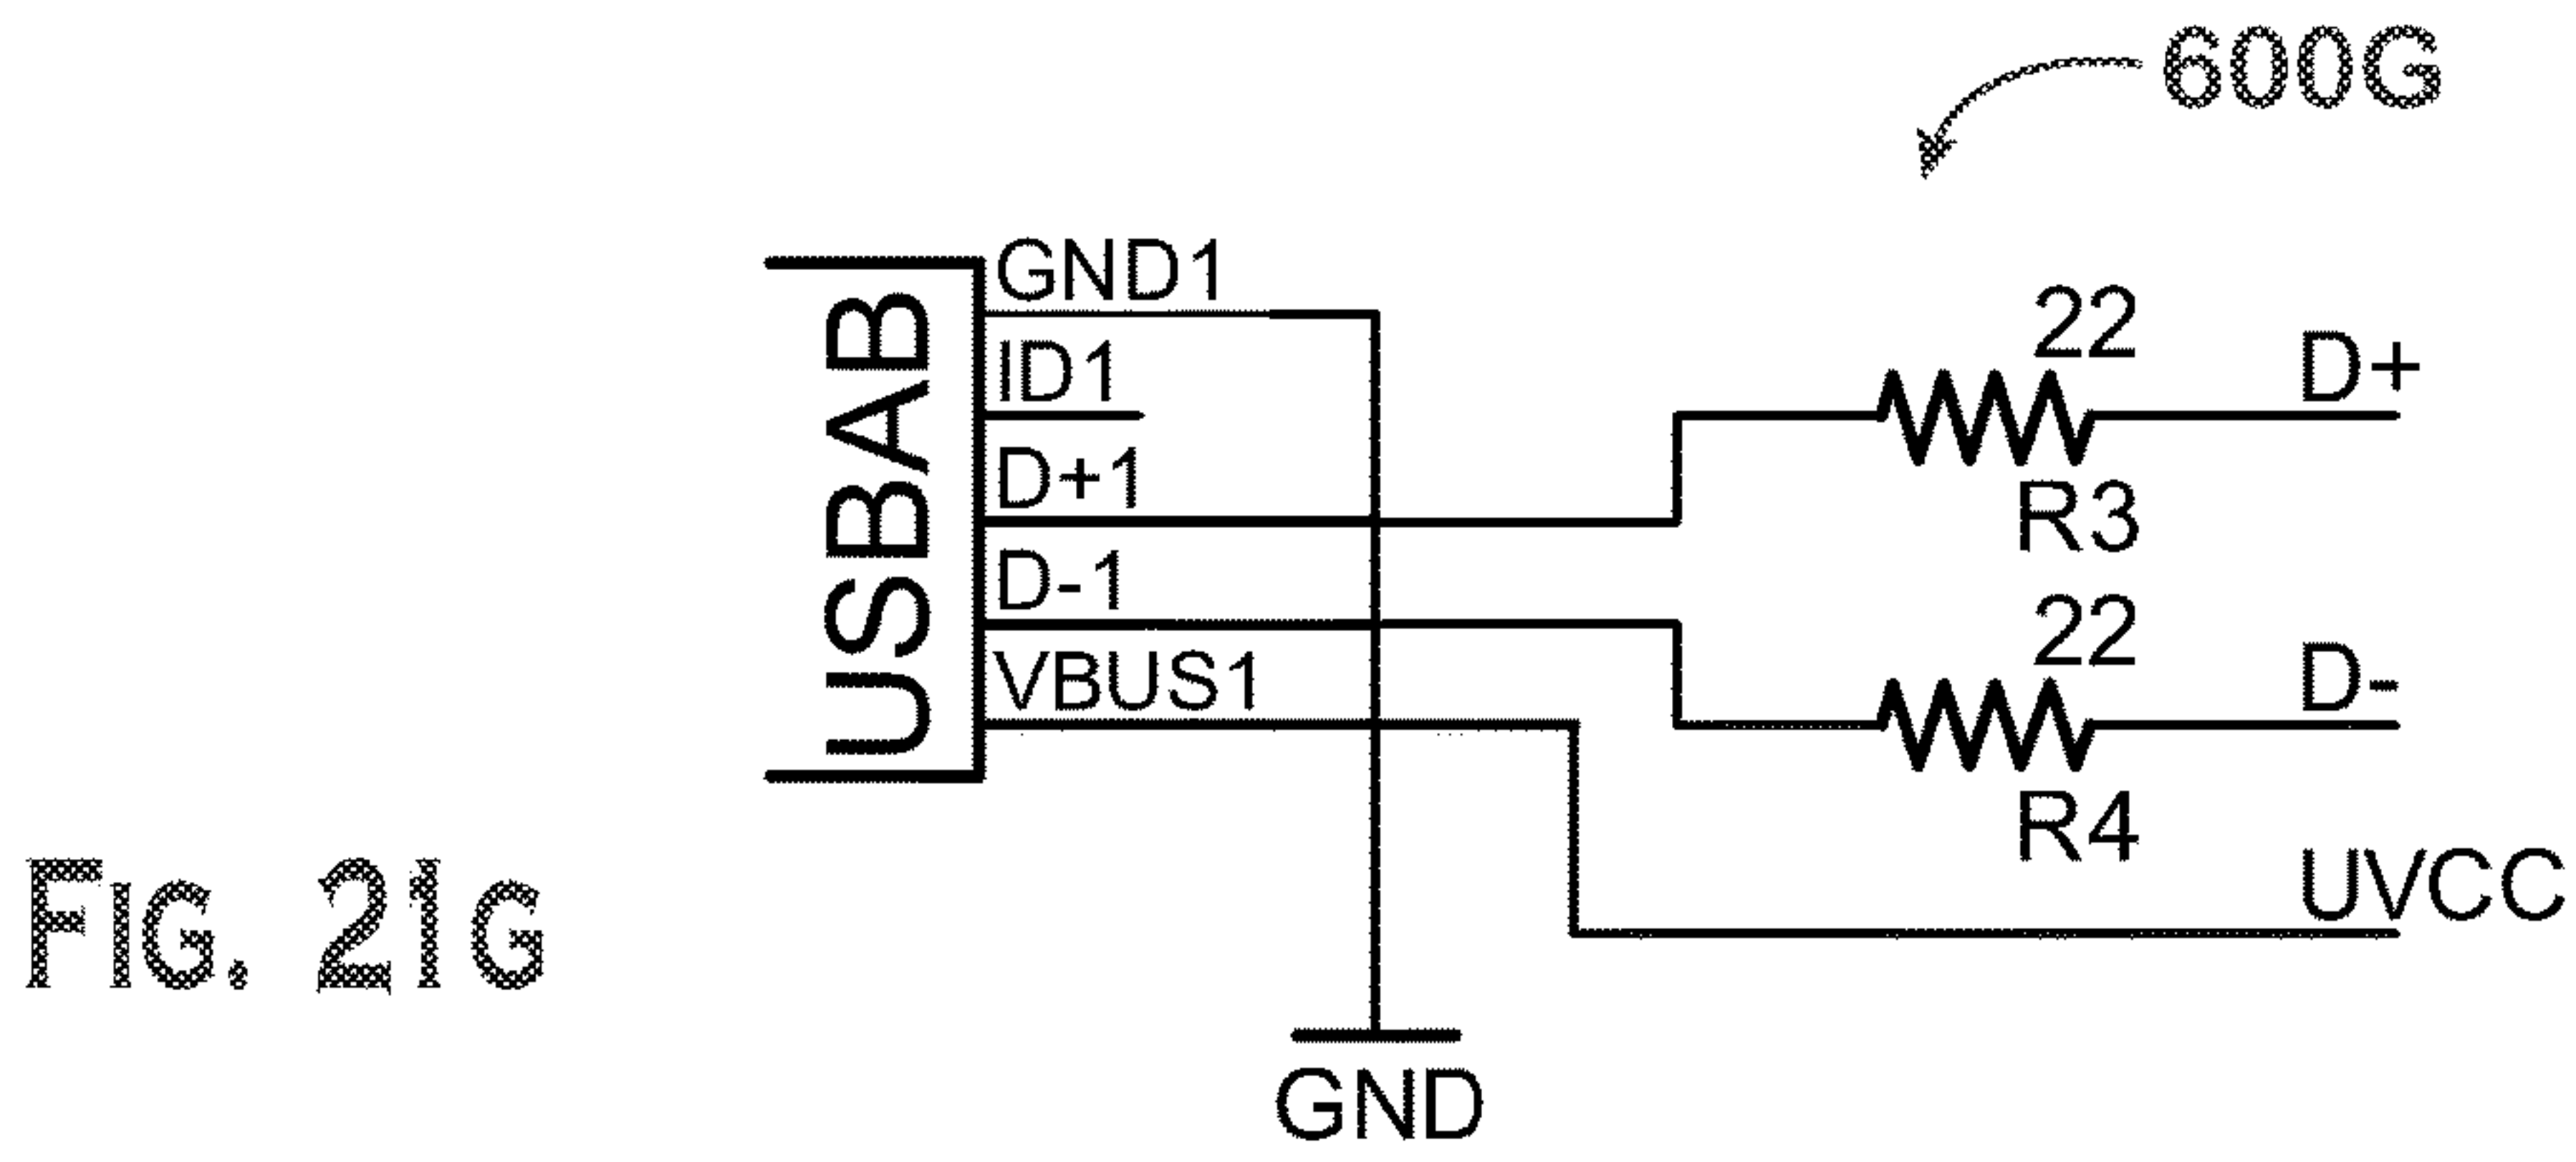 600G
USBAB
GND1
ID1
D+1
D-1
VBUS1
22
D+
R3
22
D-
R4
UVCC
GND
FIG. 21G